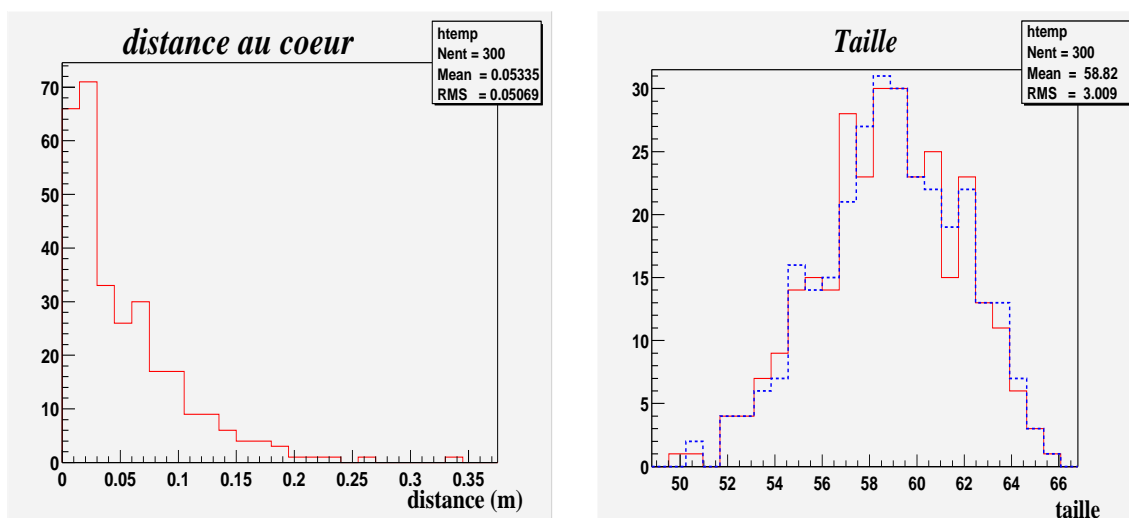 distance au coeur
htemp
Nent = 300
Mean = 0.05335
RMS = 0.05069
70
60
50
40
30
20
10
0
0 0.05 0.1 0.15 0.2 0.25 0.3 0.35
distance (m)
Taille
htemp
Nent = 300
Mean = 58.82
RMS = 3.009
30
25
20
15
10
5
0
50 52 54 56 58 60 62 64 66
taille